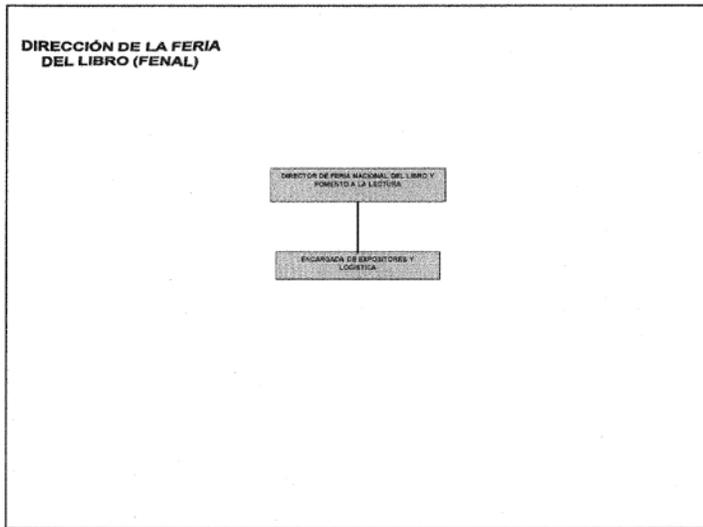 DIRECCIÓN DE LA FERIA
DEL LIBRO (FENAL)
DIRECTOR DE FERIA NACIONAL DEL LIBRO Y
FOMENTO A LA LECTURA
ENCARGADA DE EXPOSITORES Y
LOGISTICA